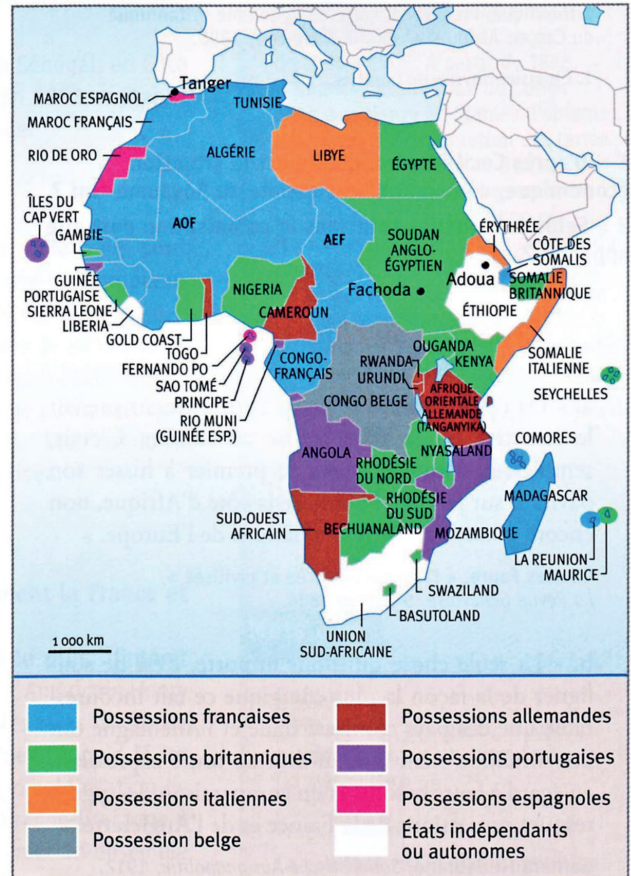 Tanger
MAROC ESPAGNOL
TUNISIE
MAROC FRANÇAIS
ALGÉRIE
LIBYE
ÉGYPTE
RIO DE ORO
ÎLES DU
CAP VERT
AOF
AEF
SOUDAN
ANGLO-
ÉGYPTIEN
ÉRYTHRÉE
CÔTE DES
SOMALIS
GAMBIE
Adoua
SOMALIE
BRITANNIQUE
GUINÉE
PORTUGAISE
NIGERIA
Fachoda
ÉTHIOPIE
SIERRA LEONE
CAMEROUN
LIBERIA
GOLD COAST
TOGO
FERNANDO PO
SAO TOMÉ
PRINCIPE
RIO MUNI
(GUINÉE ESP.)
CONGO-
FRANÇAIS
OUGANDA
KENYA
SOMALIE
ITALIENNE
RWANDA
URUNDI
SEYCHELLES
CONGO BELGE
AFRIQUE
ORIENTALE
ALLEMANDE
(TANGANYIKA)
COMORES
ANGOLA
NYASALAND
RHODÉSIE
DU NORD
MADAGASCAR
RHODÉSIE
DU SUD
SUD-OUEST
AFRICAIN
BECHUANALAND
MOZAMBIQUE
LA REUNION
MAURICE
SWAZILAND
BASUTOLAND
UNION
SUD-AFRICAINE
1 000 km
Possessions françaises
Possessions britanniques
Possessions italiennes
Possession belge
Possessions allemandes
Possessions portugaises
Possessions espagnoles
États indépendants
ou autonomes